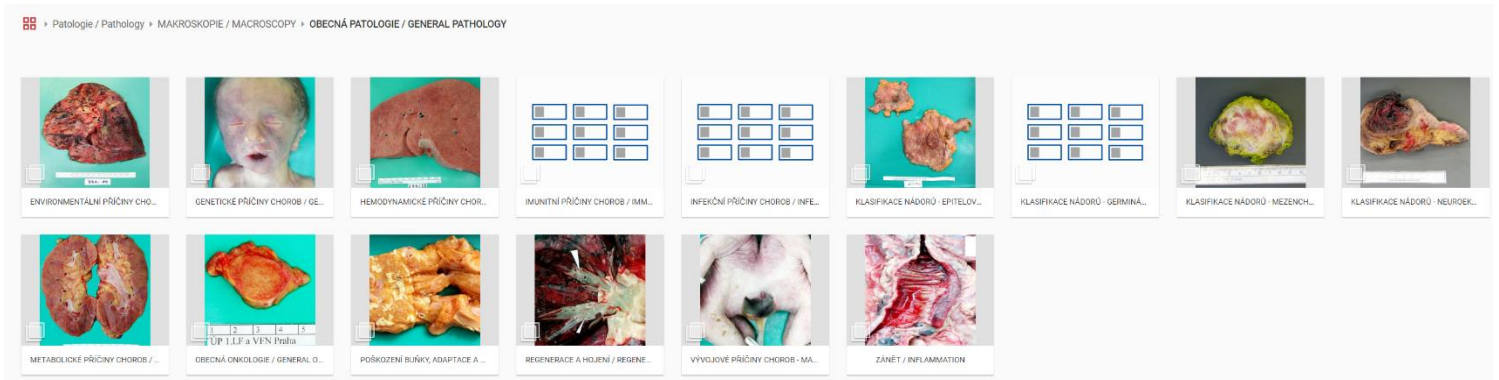 Patologie / Pathology ▸ MAKROSKOPIE / MACROSCOPY ▸ OBECNÁ PATOLOGIE / GENERAL PATHOLOGY
ENVIRONMENTÁLNÍ PŘÍČINY CHO...
GENETICKÉ PŘÍČINY CHOROB / GE...
HEMODYNAMICKÉ PŘÍČINY CHOR...
IMUNITNÍ PŘÍČINY CHOROB / IMM...
INFEKČNÍ PŘÍČINY CHOROB / INFE...
KLASIFIKACE NÁDORŮ - EPITELOV...
KLASIFIKACE NÁDORŮ - GERMINÁ...
KLASIFIKACE NÁDORŮ - MEZENCH...
KLASIFIKACE NÁDORŮ - NEUROEK...
1 2 3 4 5
ÚP 1.LF a VFN Praha
METABOLICKÉ PŘÍČINY CHOROB / ...
OBECNÁ ONKOLOGIE / GENERAL O...
POŠKOZENÍ BUŇKY, ADAPTACE A ...
REGENERACE A HOJENÍ / REGENE...
VÝVOJOVÉ PŘÍČINY CHOROB - MA...
ZÁNĚT / INFLAMMATION